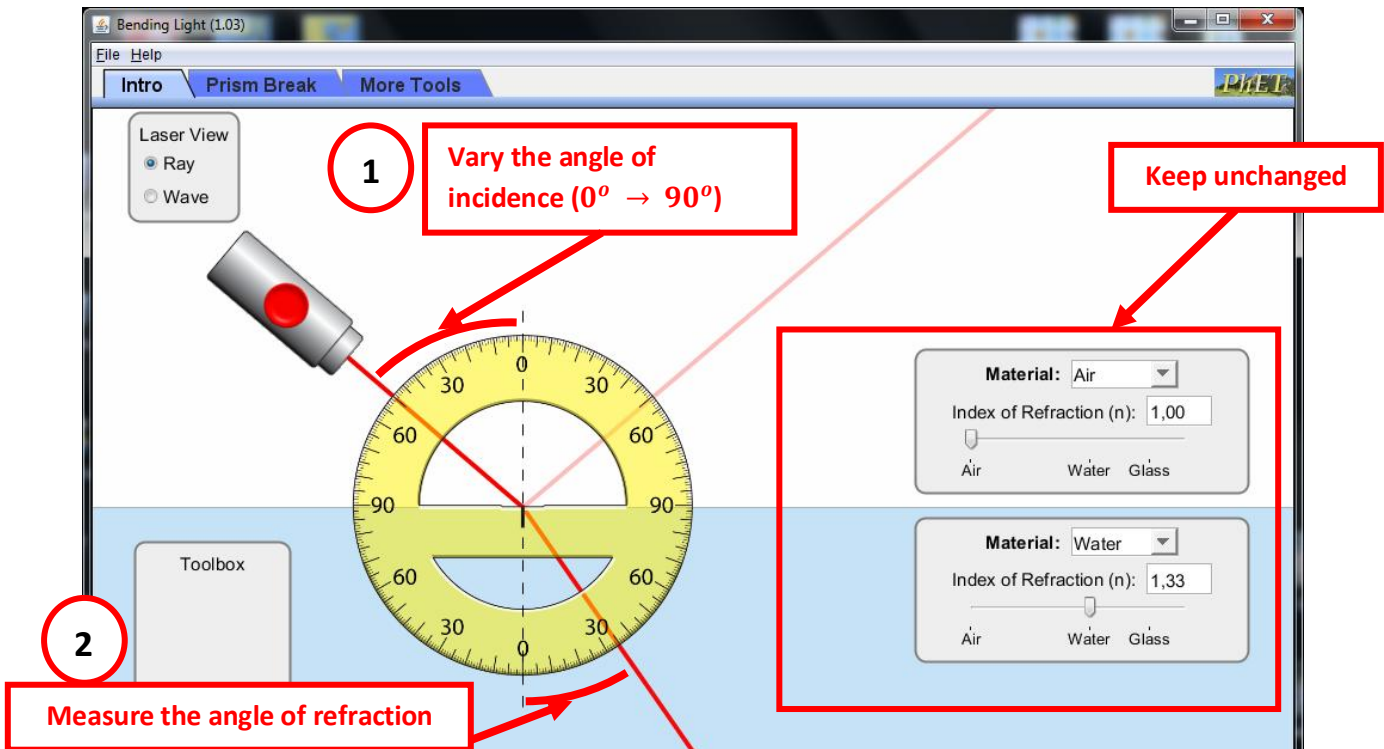 Bending Light (1.03)
File Help
Intro Prism Break More Tools
PhET
Laser View
Ray
Wave
1
Vary the angle of
incidence (0° → 90°)
Keep unchanged
0
30 30
60 60
90 90
60 60
30 30
0
Material: Air
Index of Refraction (n): 1,00
Air Water Glass
Material: Water
Index of Refraction (n): 1,33
Air Water Glass
Toolbox
2
Measure the angle of refraction